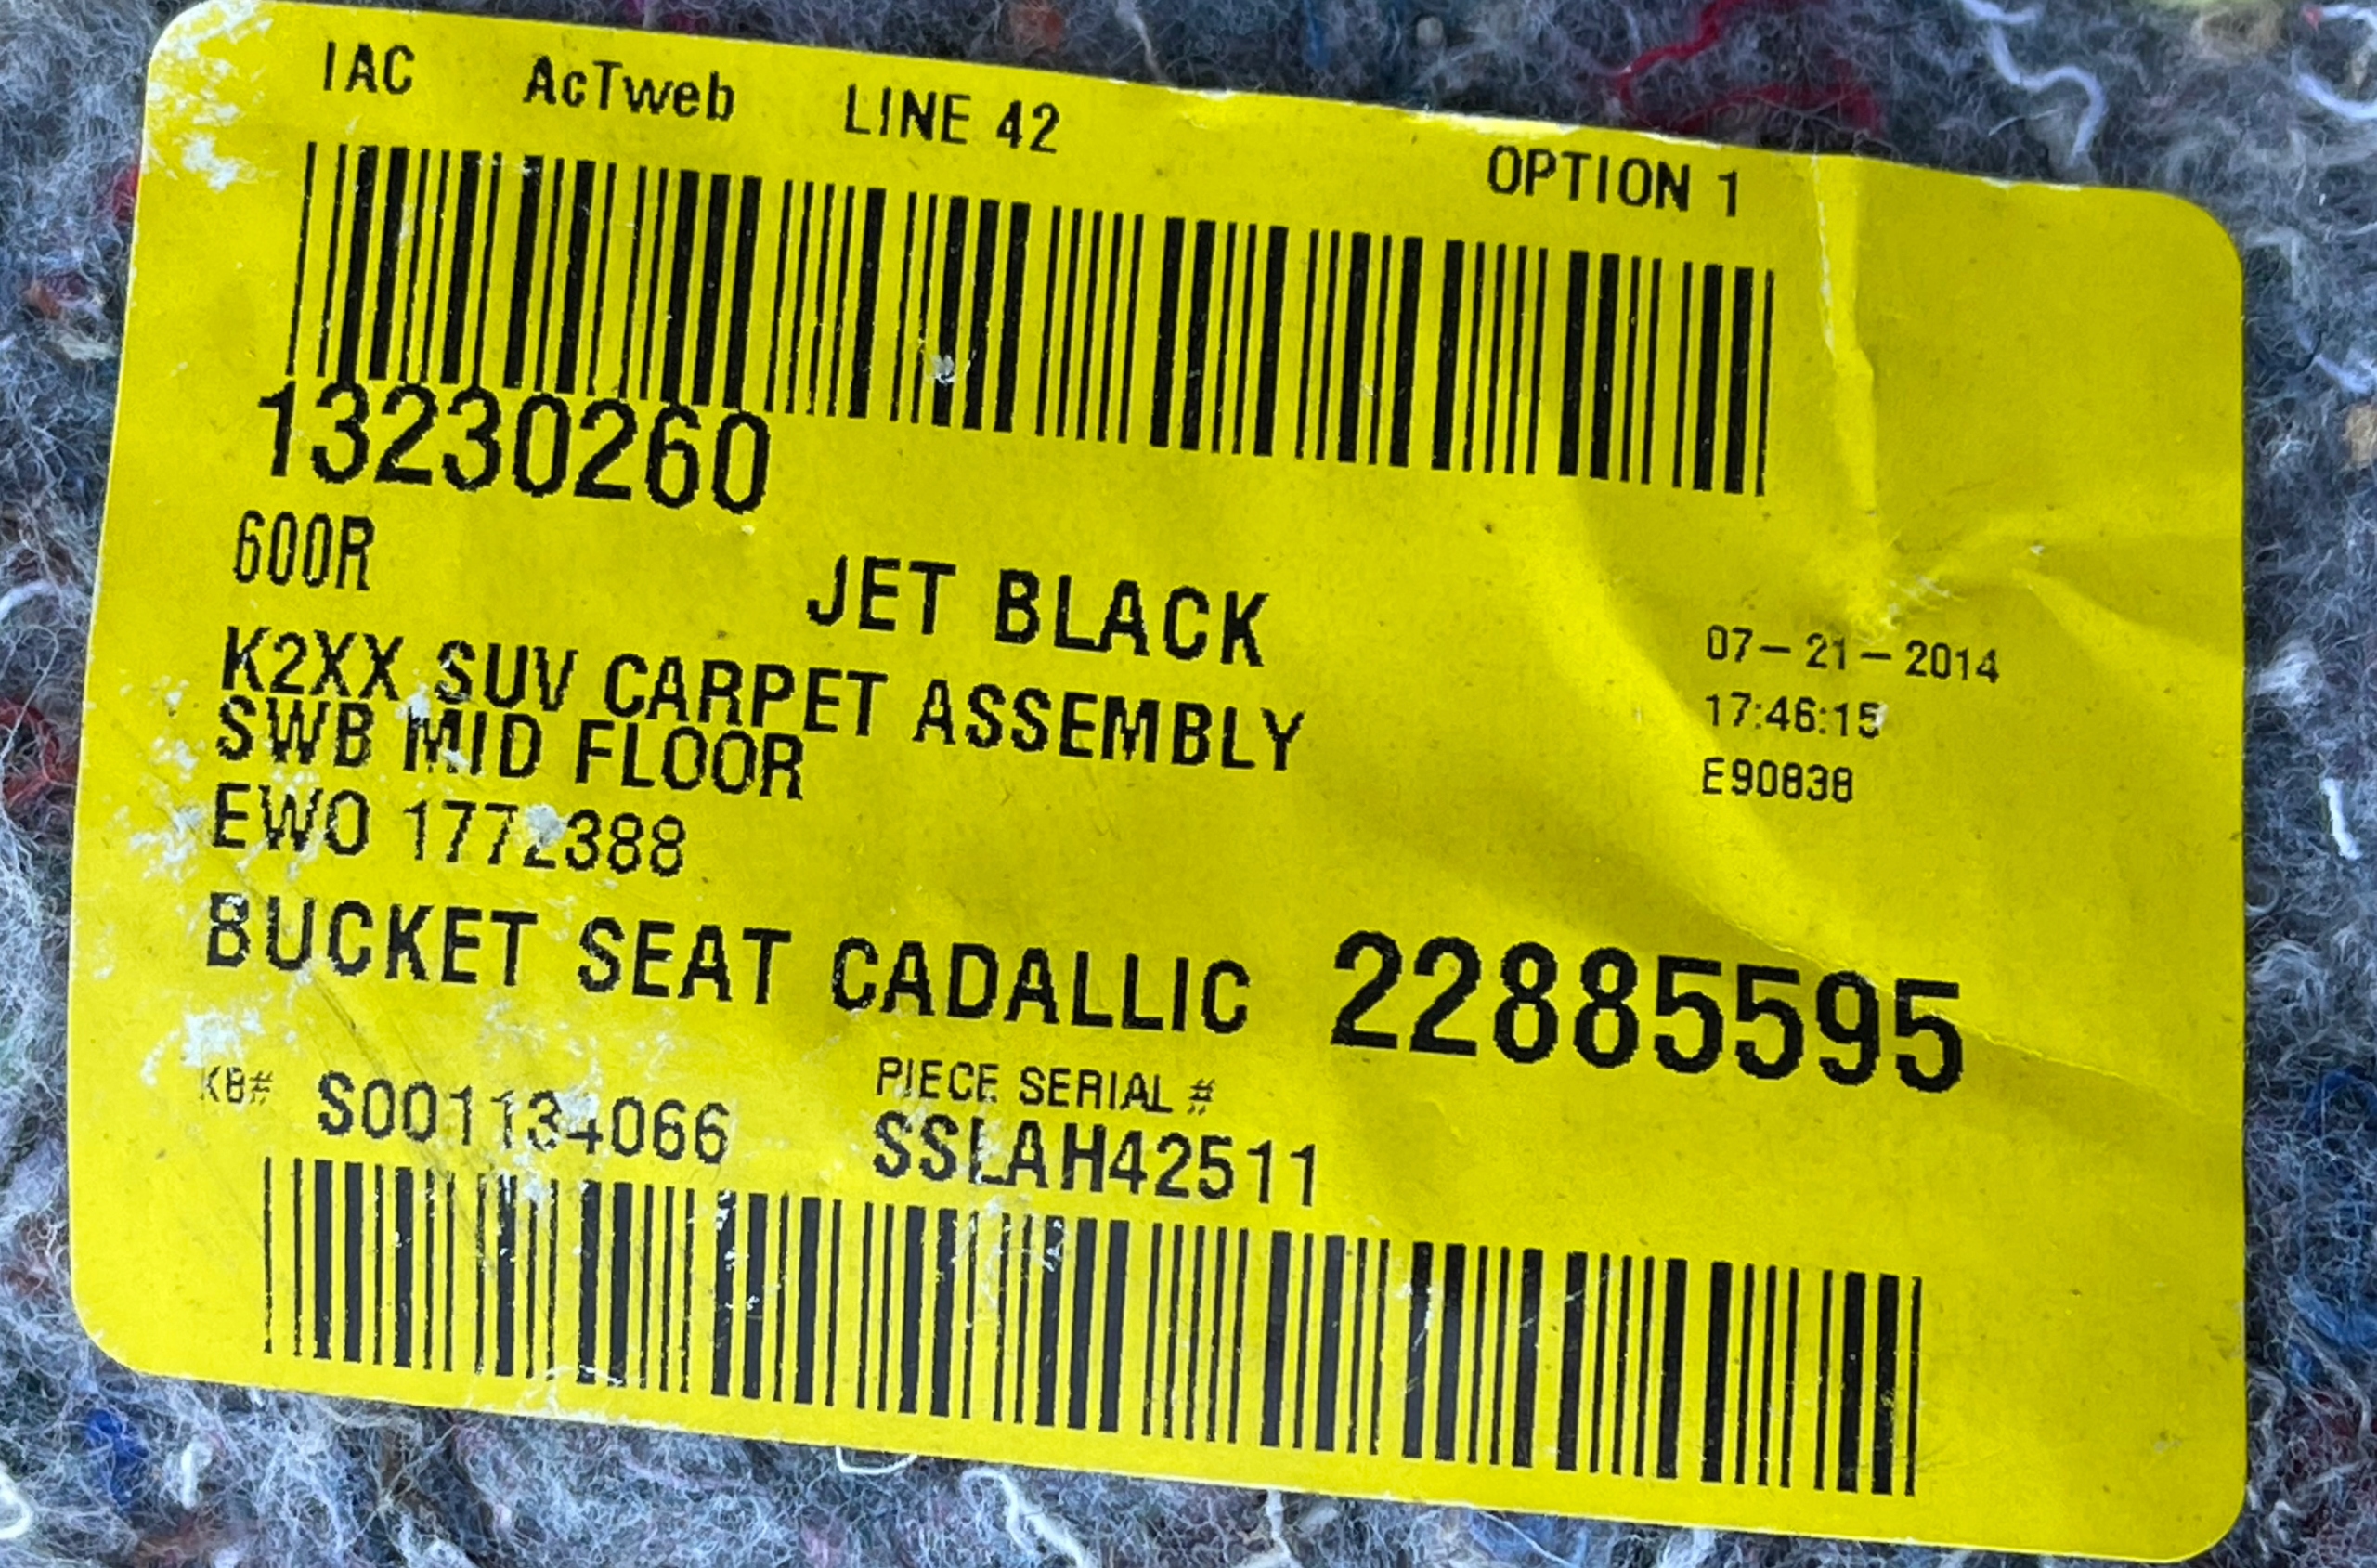 IAC AcTweb LINE 42 OPTION 1
13230260
600R JET BLACK
K2XX SUV CARPET ASSEMBLY
SWB MID FLOOR
EWO 1772388
07-21-2014
17:46:15
E90838
BUCKET SEAT CADALLIC 22885595
KB# S001134066
PIECE SERIAL #
SSLAH42511